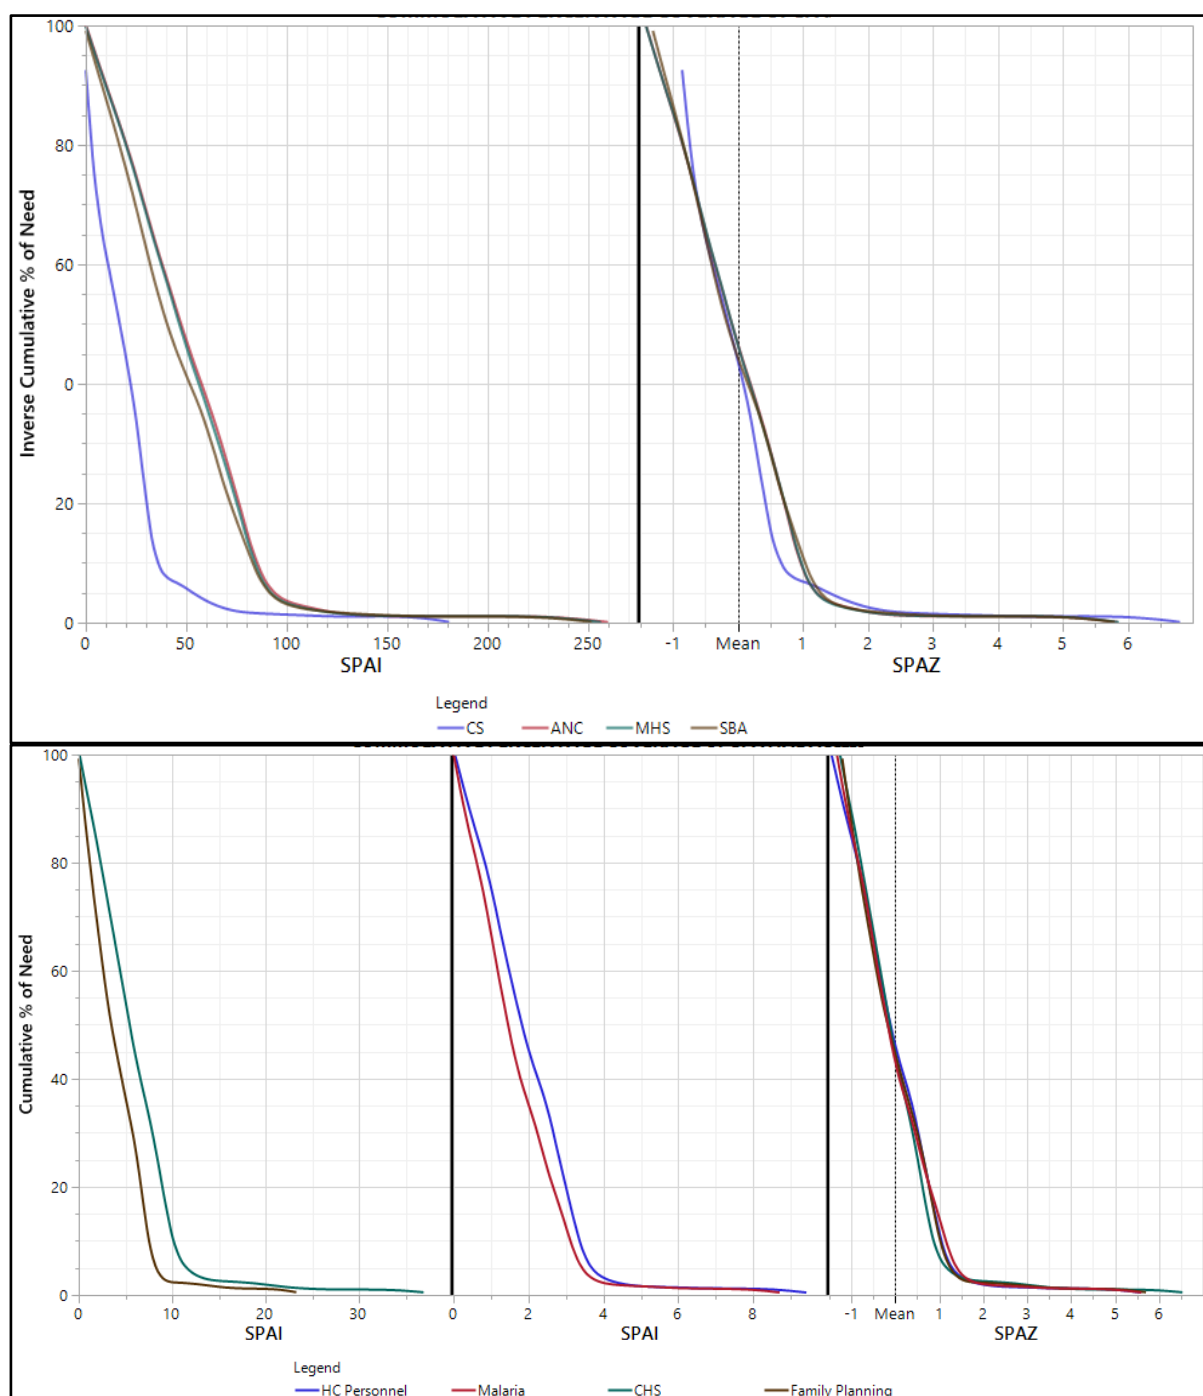 100
80
60
0
20
0
Inverse Cumulative % of Need
0 50 100 150 200 250
SPAI
-1 Mean 1 2 3 4 5 6
SPAZ
Legend
CS ANC MHS SBA
100
80
60
40
20
0
Cumulative % of Need
0 10 20 30
SPAI
0 2 4 6 8
SPAI
-1 Mean 1 2 3 4 5 6
SPAZ
Legend
HC Personnel Malaria CHS Family Planning